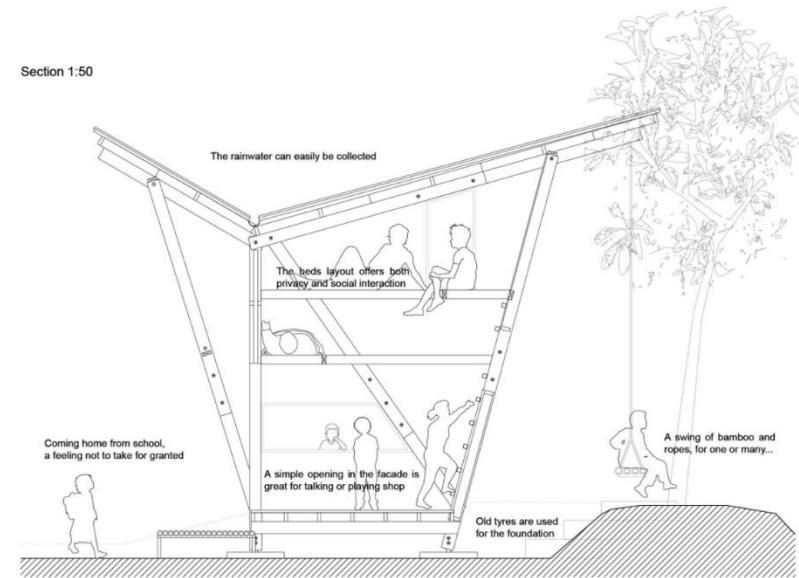 Section 1:50
The rainwater can easily be collected
The beds layout offers both
privacy and social interaction
Coming home from school,
a feeling not to take for granted
A swing of bamboo and
ropes, for one or many...
A simple opening in the facade is
great for talking or playing shop
Old tyres are used
for the foundation